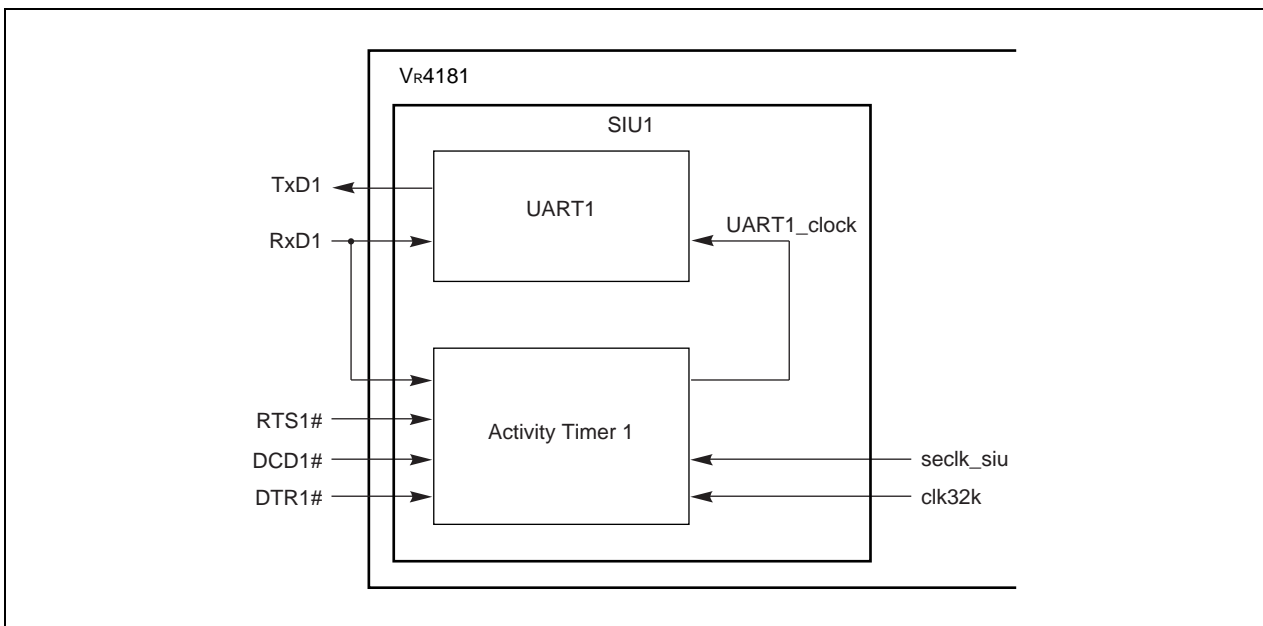 VR4181
SIU1
TxD1
UART1
RxD1
UART1_clock
RTS1#
Activity Timer 1
DCD1#
seclk_siu
DTR1#
clk32k